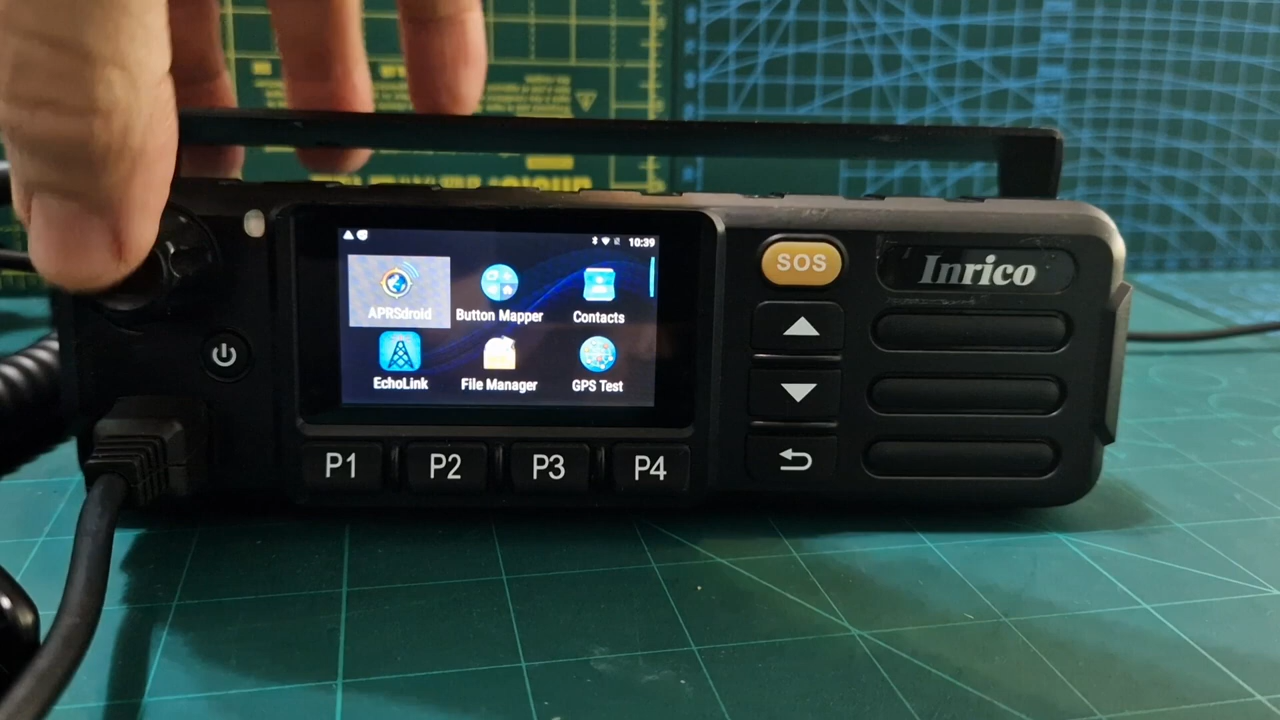 10:39
APRSdroid
Button Mapper
Contacts
EchoLink
File Manager
GPS Test
SOS
Inrico
P1
P2
P3
P4